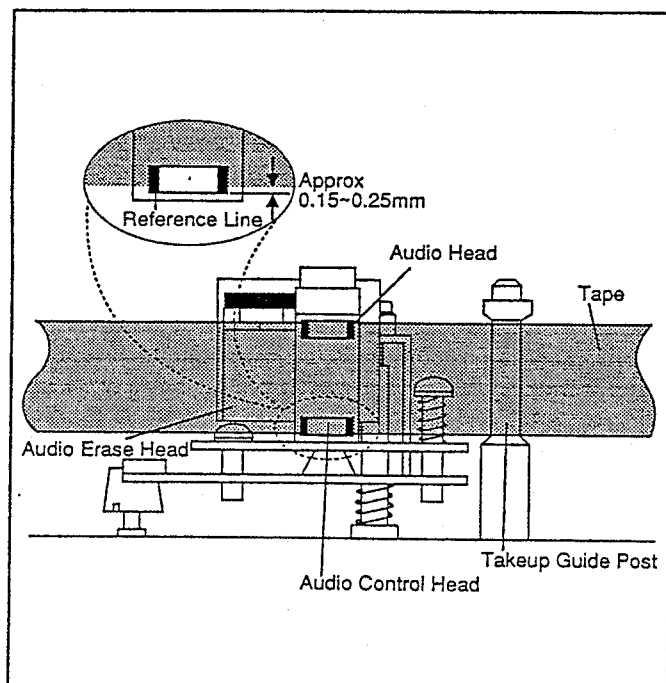 Approx
0.15~0.25mm
Reference Line
Audio Head
Tape
Audio Erase Head
Takeup Guide Post
Audio Control Head